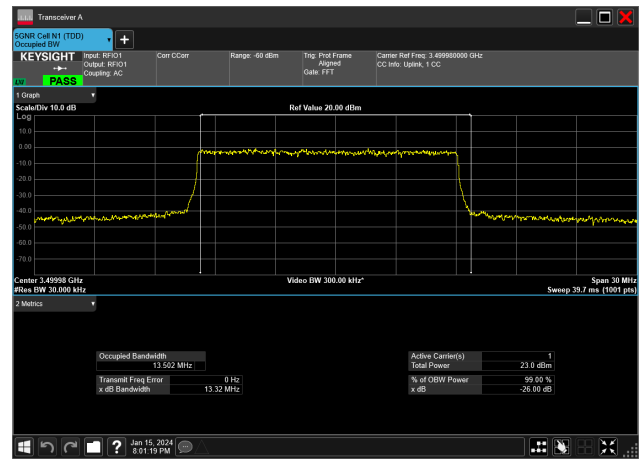 Transceiver A
5GNR Cell N1 (TDD)
Occupied BW
KEYSIGHT
LW PASS
Input: RFIO1
Output: RFIO1
Coupling: AC
Corr CCorr
Range: -60 dBm
Trig: Prot Frame
Aligned
Gate: FFT
Carrier Ref Freq: 3.499980000 GHz
CC Info: Uplink, 1 CC
1 Graph
Scale/Div 10.0 dB
Ref Value 20.00 dBm
Log
10.0
0.00
-10.0
-20.0
-30.0
-40.0
-50.0
-60.0
-70.0
Center 3.49998 GHz
Video BW 300.00 kHz*
Span 30 MHz
#Res BW 30.000 kHz
Sweep 39.7 ms (1001 pts)
2 Metrics
Occupied Bandwidth
13.502 MHz
Active Carrier(s) 1
Total Power 23.0 dBm
Transmit Freq Error 0 Hz
x dB Bandwidth 13.32 MHz
% of OBW Power 99.00 %
x dB -26.00 dB
Jan 15, 2024
8:01:19 PM